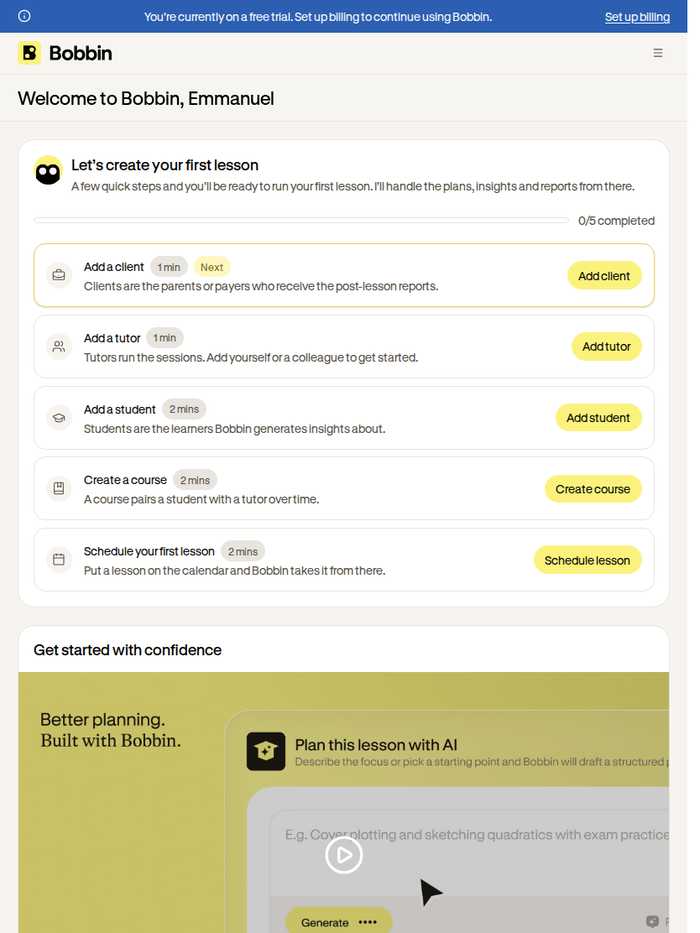 You're currently on a free trial. Set up billing to continue using Bobbin.
Set up billing
Bobbin
Welcome to Bobbin, Emmanuel
Let's create your first lesson
A few quick steps and you'll be ready to run your first lesson. I'll handle the plans, insights and reports from there.
0/5 completed
Add a client 1 min Next
Clients are the parents or payers who receive the post-lesson reports.
Add client
Add a tutor 1 min
Tutors run the sessions. Add yourself or a colleague to get started.
Add tutor
Add a student 2 mins
Students are the learners Bobbin generates insights about.
Add student
Create a course 2 mins
A course pairs a student with a tutor over time.
Create course
Schedule your first lesson 2 mins
Put a lesson on the calendar and Bobbin takes it from there.
Schedule lesson
Get started with confidence
Better planning.
Built with Bobbin.
Plan this lesson with AI
Describe the focus or pick a starting point and Bobbin will draft a structured
E.g. Cover plotting and sketching quadratics with exam practice
Generate